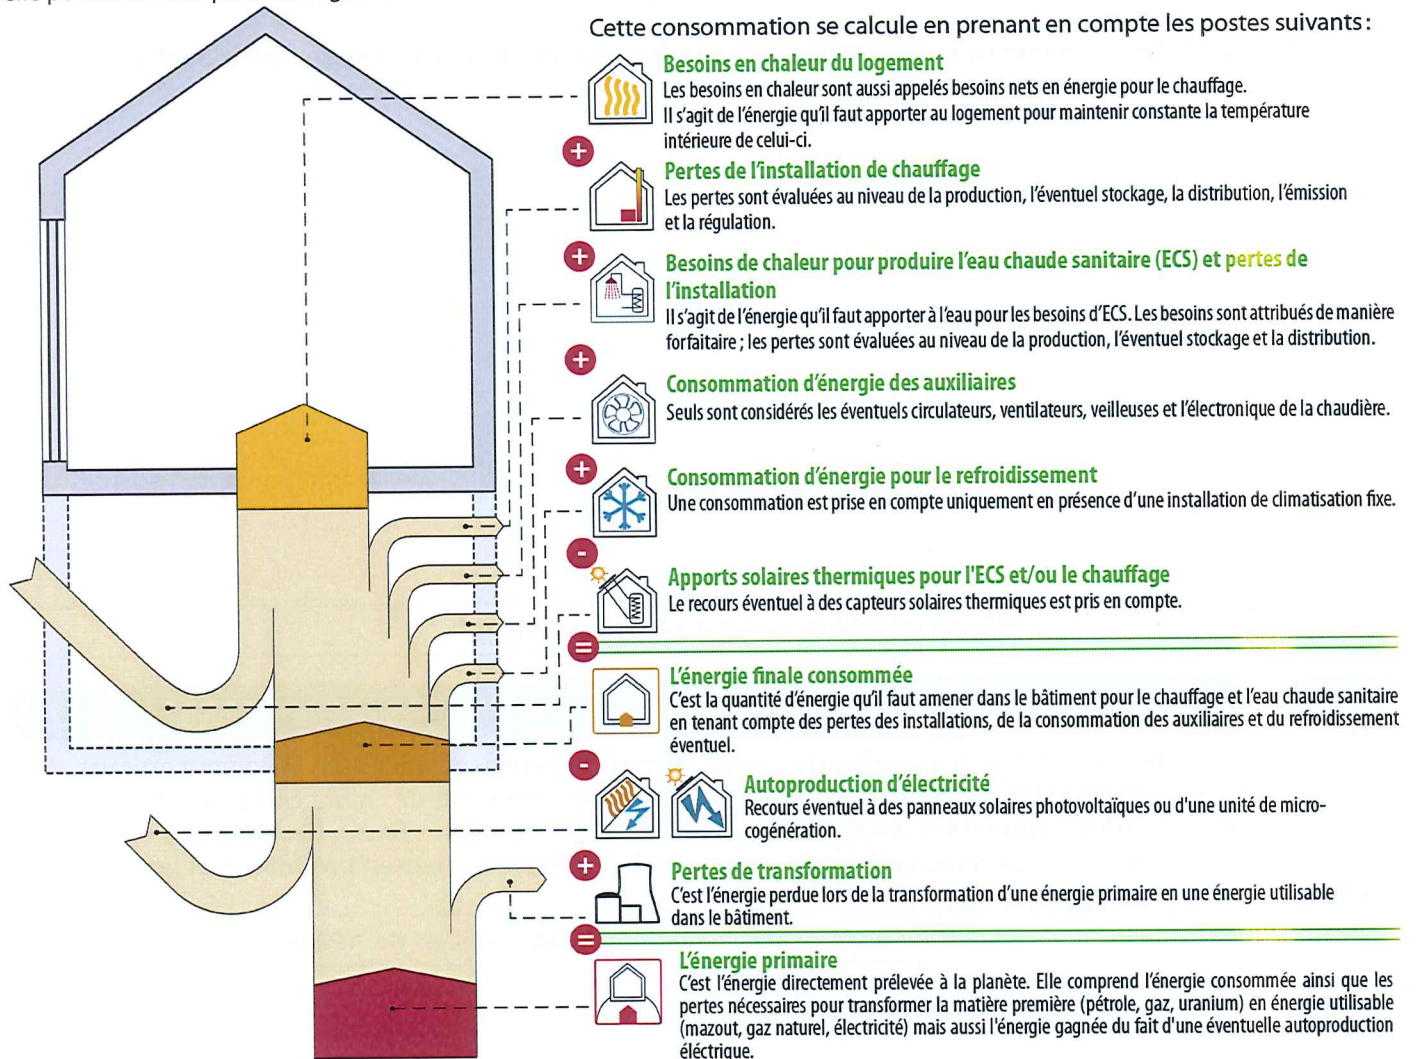 Cette consommation se calcule en prenant en compte les postes suivants :
Besoins en chaleur du logement
Les besoins en chaleur sont aussi appelés besoins nets en énergie pour le chauffage.
Il s'agit de l'énergie qu'il faut apporter au logement pour maintenir constante la température
intérieure de celui-ci.
+
Pertes de l'installation de chauffage
Les pertes sont évaluées au niveau de la production, l'éventuel stockage, la distribution, l'émission
et la régulation.
+
Besoins de chaleur pour produire l'eau chaude sanitaire (ECS) et pertes de
l'installation
Il s'agit de l'énergie qu'il faut apporter à l'eau pour les besoins d'ECS. Les besoins sont attribués de manière
forfaitaire ; les pertes sont évaluées au niveau de la production, l'éventuel stockage et la distribution.
+
Consommation d'énergie des auxiliaires
Seuls sont considérés les éventuels circulateurs, ventilateurs, veilleuses et l'électronique de la chaudière.
+
Consommation d'énergie pour le refroidissement
Une consommation est prise en compte uniquement en présence d'une installation de climatisation fixe.
-
Apports solaires thermiques pour l'ECS et/ou le chauffage
Le recours éventuel à des capteurs solaires thermiques est pris en compte.
=
L'énergie finale consommée
C'est la quantité d'énergie qu'il faut amener dans le bâtiment pour le chauffage et l'eau chaude sanitaire
en tenant compte des pertes des installations, de la consommation des auxiliaires et du refroidissement
éventuel.
-
Autoproduction d'électricité
Recours éventuel à des panneaux solaires photovoltaïques ou d'une unité de micro-
cogénération.
+
Pertes de transformation
C'est l'énergie perdue lors de la transformation d'une énergie primaire en une énergie utilisable
dans le bâtiment.
=
L'énergie primaire
C'est l'énergie directement prélevée à la planète. Elle comprend l'énergie consommée ainsi que les
pertes nécessaires pour transformer la matière première (pétrole, gaz, uranium) en énergie utilisable
(mazout, gaz naturel, électricité) mais aussi l'énergie gagnée du fait d'une éventuelle autoproduction
éléctrique.